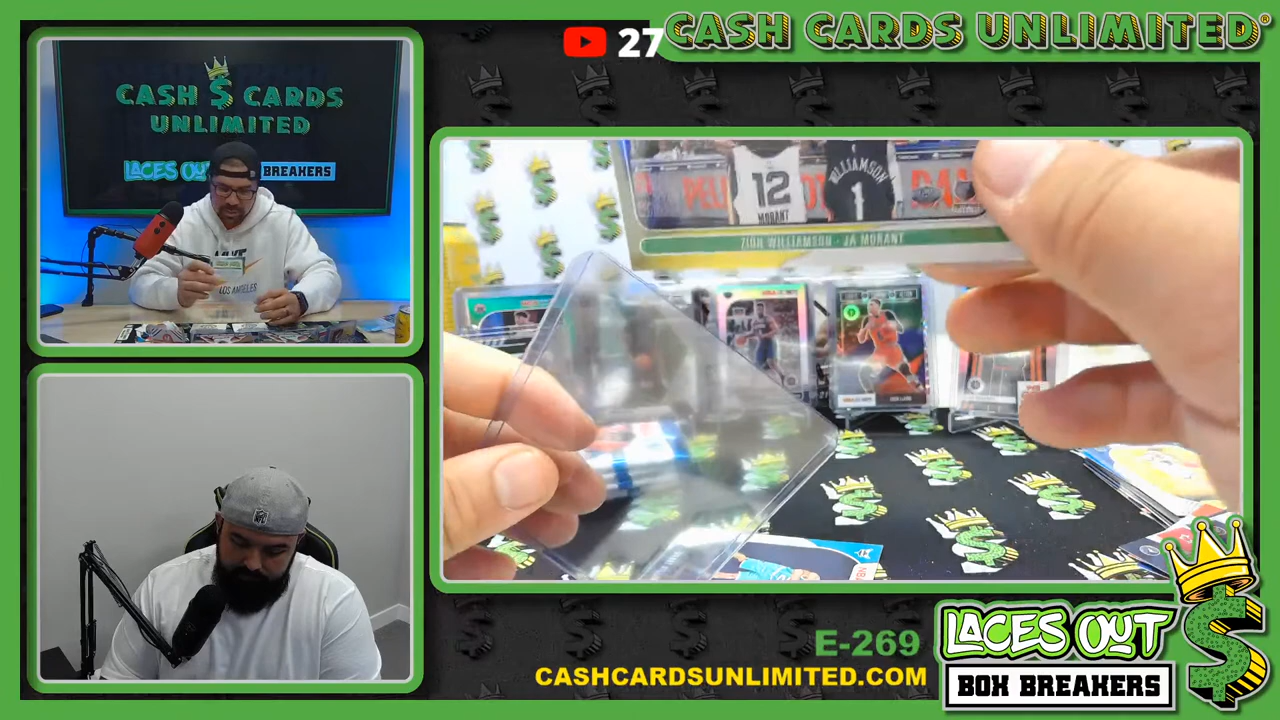 27
CASH CARDS UNLIMITED®
CASH $ CARDS
UNLIMITED
LACES OUT BREAKERS
LOS ANGELES
NFL
12
MORANT
WILLIAMSON
1
ZION WILLIAMSON · JA MORANT
E-269
CASHCARDSUNLIMITED.COM
LACES OUT
BOX BREAKERS